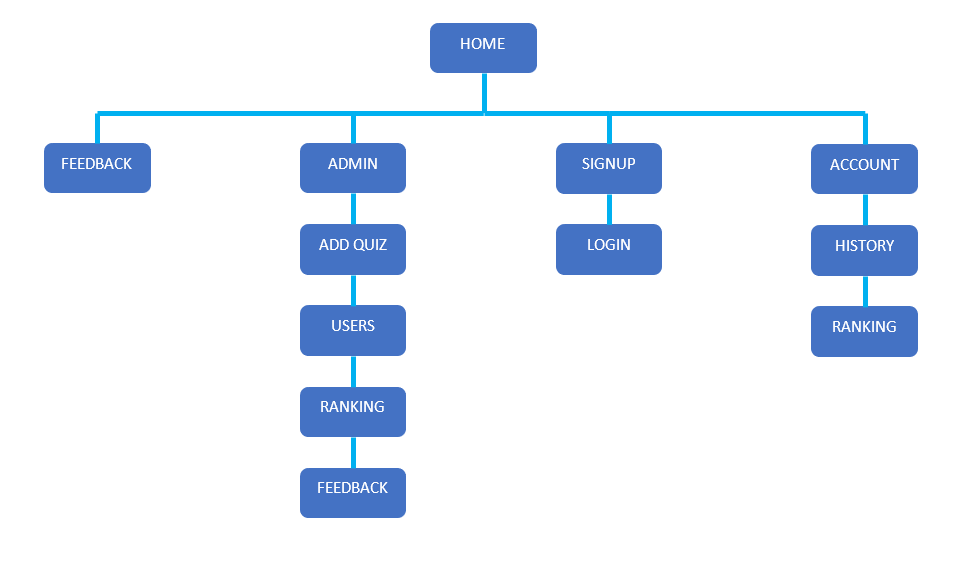 HOME
FEEDBACK
ADMIN
SIGNUP
ACCOUNT
ADD QUIZ
LOGIN
HISTORY
USERS
RANKING
RANKING
FEEDBACK